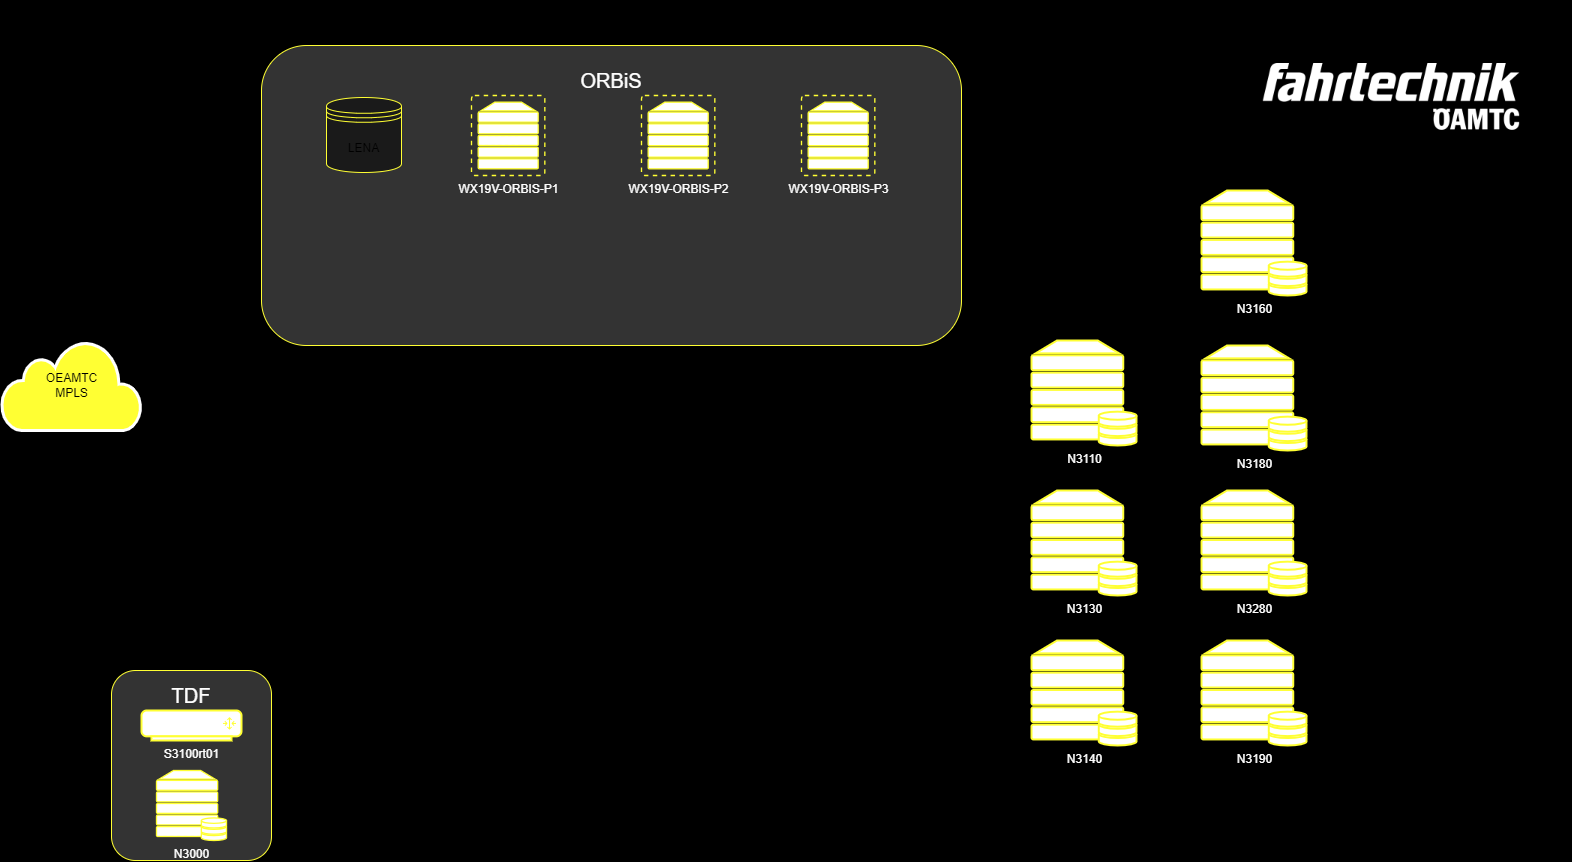 ORBiS
fahrtechnik
ÖAMTC
LENA
WX19V-ORBIS-P1
WX19V-ORBIS-P2
WX19V-ORBIS-P3
N3160
OEAMTC
MPLS
N3110
N3180
N3130
N3280
TDF
S3100rt01
N3140
N3190
N3000